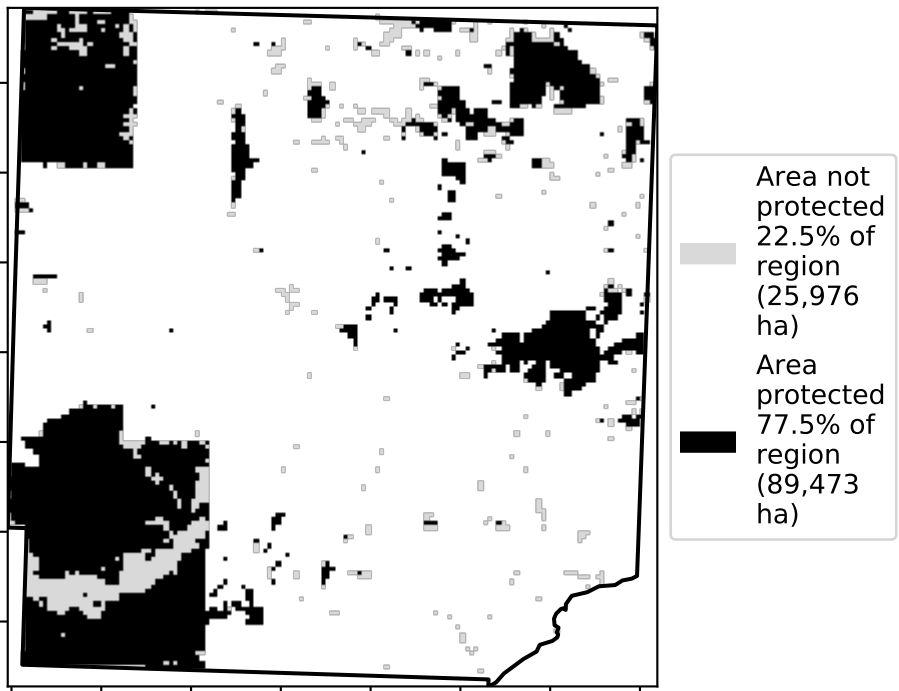 Area not
protected
22.5% of
region
(25,976
ha)
Area
protected
77.5% of
region
(89,473
ha)